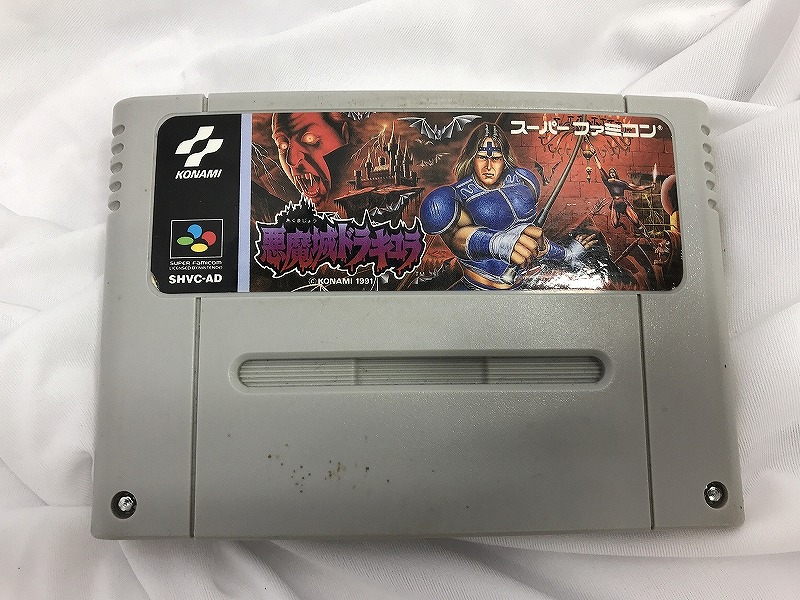 KONAMI
SUPER FAMICOM
LICENSED BY NINTENDO
SHVC-AD
スーパーファミコン®
あくまじょう
悪魔城ドラキュラ
TM
©KONAMI 1991